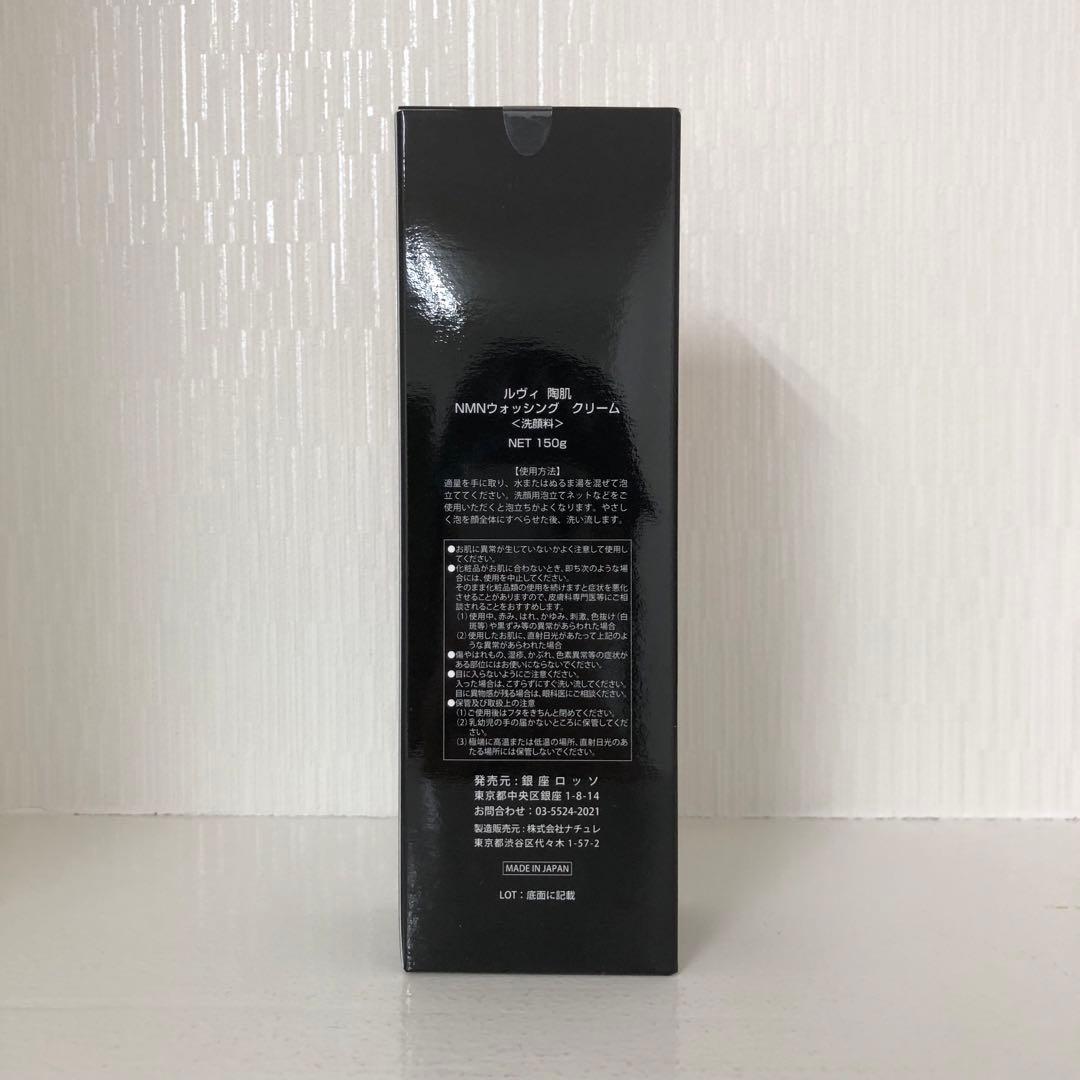 ルヴィ 陶肌
NMNウォッシング クリーム
＜洗顔料＞
NET 150g
【使用方法】
適量を手に取り、水またはぬるま湯を混ぜて泡
立ててください。洗顔用泡立てネットなどをご
使用いただくと泡立ちがよくなります。やさし
く泡を顔全体にすべらせた後、洗い流します。
●お肌に異常が生じていないかよく注意して使用し
てください。
●化粧品がお肌に合わないとき、即ち次のような場
合には、使用を中止してください。
そのまま化粧品類の使用を続けますと症状を悪化
させることがありますので、皮膚科専門医等にご相
談されることをおすすめします。
(1)使用中、赤み、はれ、かゆみ、刺激、色抜け(白
斑等)や黒ずみ等の異常があらわれた場合
(2)使用したお肌に、直射日光があたって上記のよ
うな異常があらわれた場合
●傷やはれもの、湿疹、かぶれ、色素異常等の症状が
ある部位にはお使いにならないでください。
●目に入らないようにご注意ください。
入った場合は、こすらずにすぐ洗い流してください。
目に異物感が残る場合は、眼科医にご相談ください。
●保管及び取扱上の注意
(1)ご使用後はフタをきちんと閉めてください。
(2)乳幼児の手の届かないところに保管してくだ
さい。
(3)極端に高温または低温の場所、直射日光のあ
たる場所には保管しないでください。
発売元：銀座ロッソ
東京都中央区銀座1-8-14
お問合わせ：03-5524-2021
製造販売元：株式会社ナチュレ
東京都渋谷区代々木1-57-2
MADE IN JAPAN
LOT：底面に記載